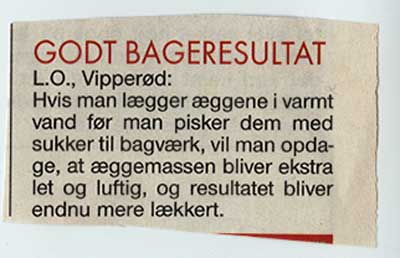 GODT BAGERESULTAT
L.O., Vipperød:
Hvis man lægger æggene i varmt
vand før man pisker dem med
sukker til bagværk, vil man opda-
ge, at æggemassen bliver ekstra
let og luftig, og resultatet bliver
endnu mere lækkert.